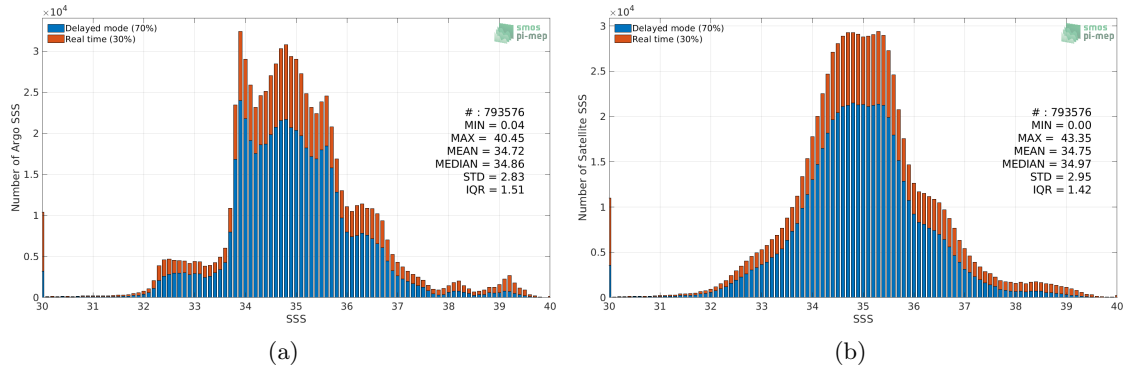 ×10⁴
Delayed mode (70%)
Real time (30%)
smos
pi-mep
# : 793576
MIN = 0.04
MAX = 40.45
MEAN = 34.72
MEDIAN = 34.86
STD = 2.83
IQR = 1.51
Number of Argo SSS
3
2.5
2
1.5
1
0.5
0
30 31 32 33 34 35 36 37 38 39 40
SSS
(a)
×10⁴
Delayed mode (70%)
Real time (30%)
smos
pi-mep
# : 793576
MIN = 0.00
MAX = 43.35
MEAN = 34.75
MEDIAN = 34.97
STD = 2.95
IQR = 1.42
Number of Satellite SSS
3
2.5
2
1.5
1
0.5
0
30 31 32 33 34 35 36 37 38 39 40
SSS
(b)